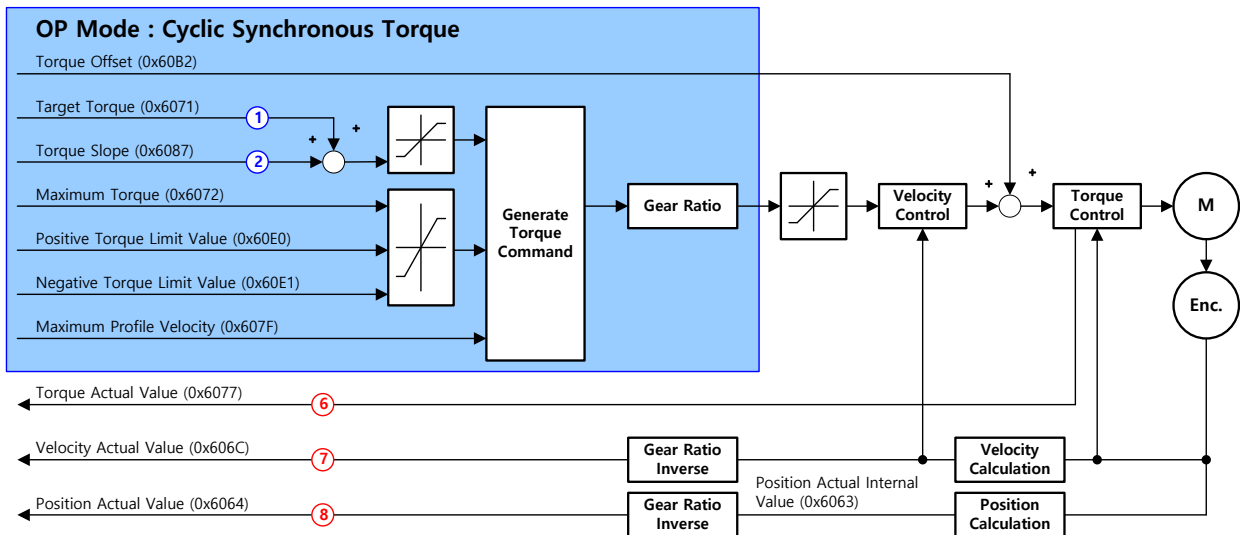 OP Mode : Cyclic Synchronous Torque
Torque Offset (0x60B2)
Target Torque (0x6071)
1
+
+
Torque Slope (0x6087)
2
Maximum Torque (0x6072)
Positive Torque Limit Value (0x60E0)
Negative Torque Limit Value (0x60E1)
Maximum Profile Velocity (0x607F)
Generate
Torque
Command
Gear Ratio
Velocity
Control
+
+
Torque
Control
M
Enc.
Torque Actual Value (0x6077)
6
Velocity Actual Value (0x606C)
7
Gear Ratio
Inverse
Velocity
Calculation
Position Actual Value (0x6064)
8
Gear Ratio
Inverse
Position Actual Internal
Value (0x6063)
Position
Calculation